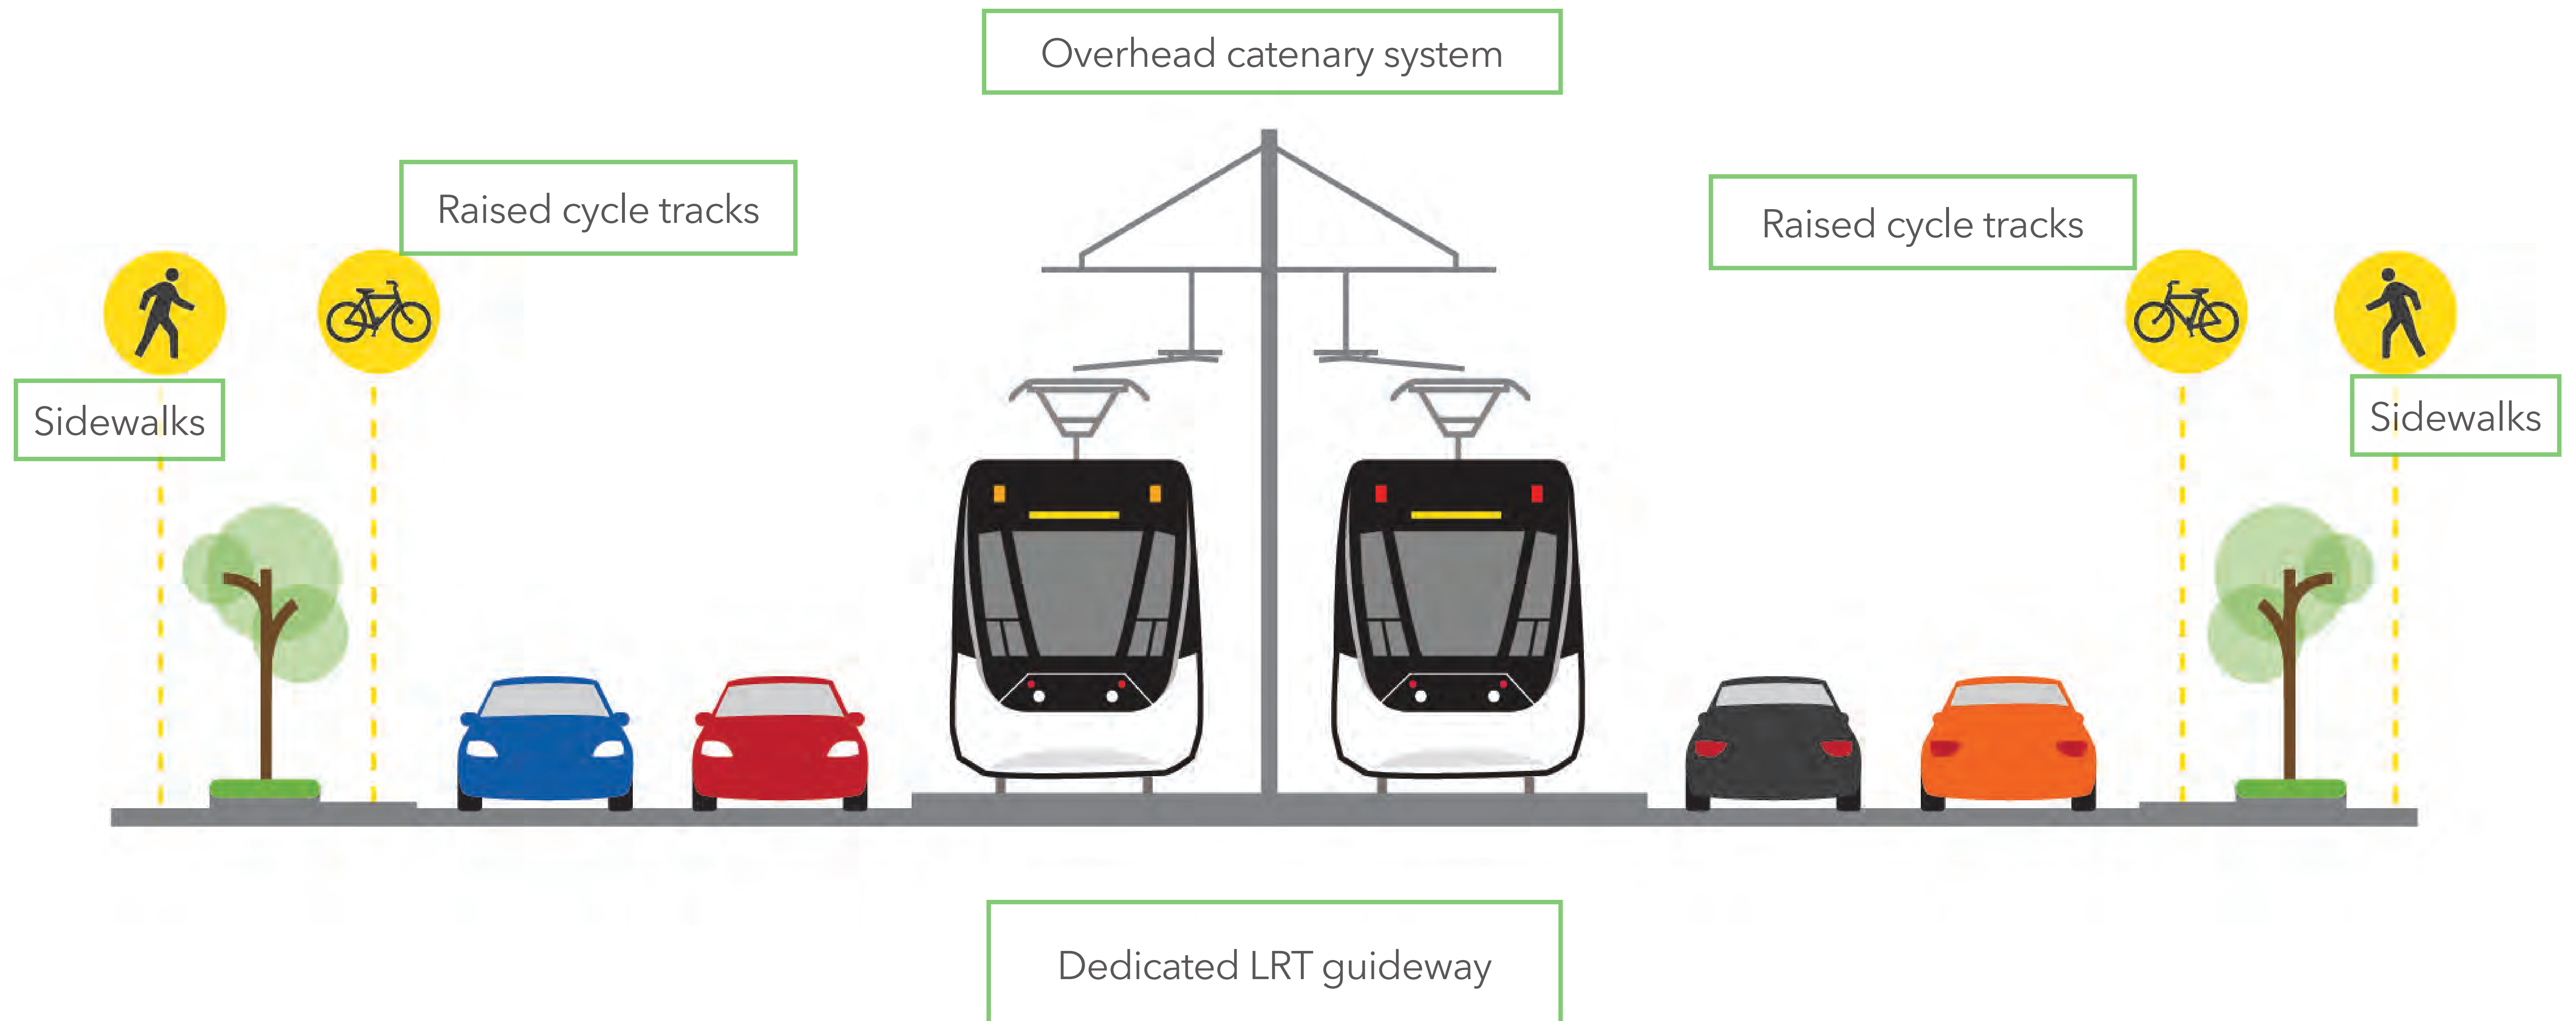 Overhead catenary system
Raised cycle tracks
Raised cycle tracks
Sidewalks
Sidewalks
Dedicated LRT guideway